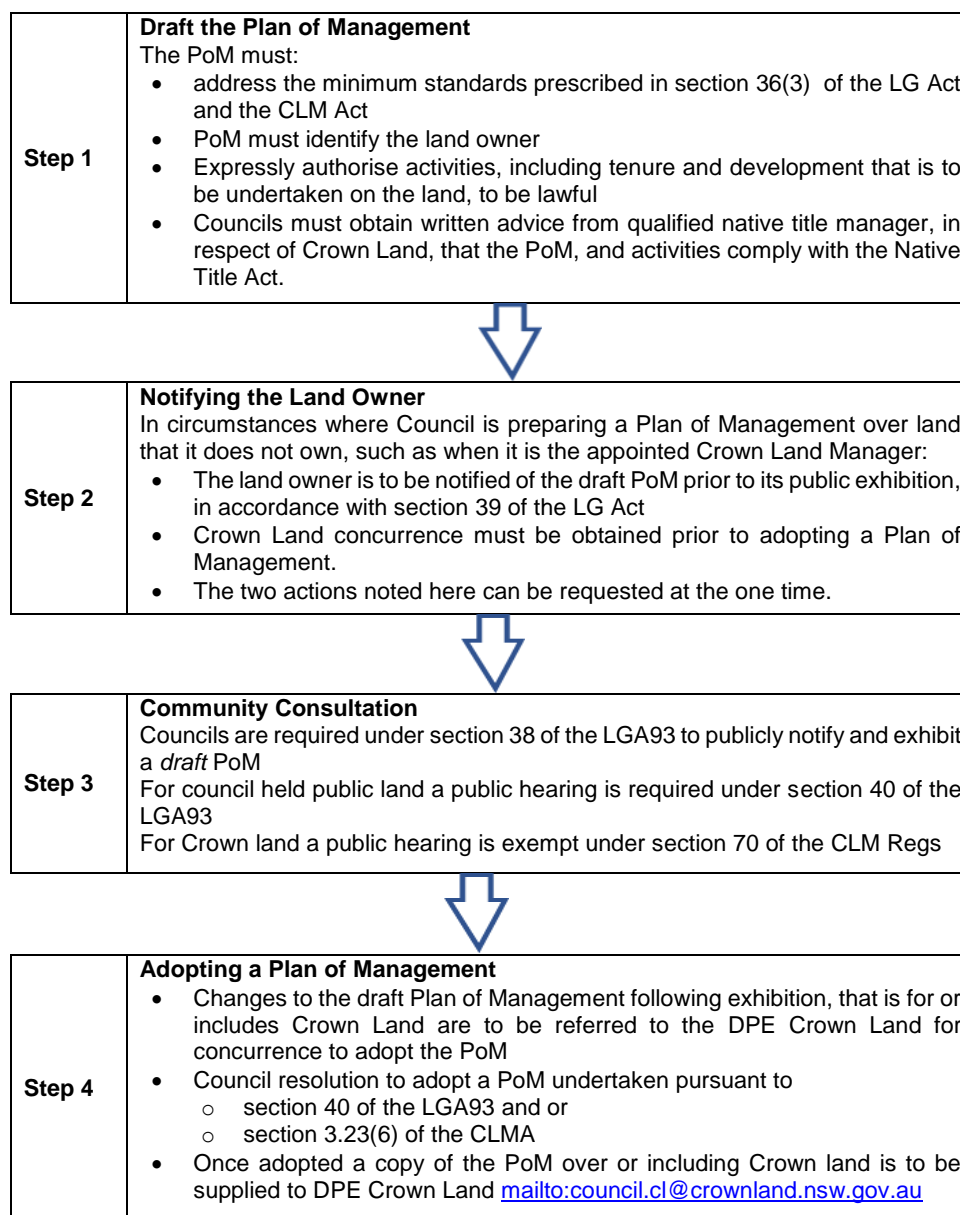 Step 1
Draft the Plan of Management
The PoM must:
• address the minimum standards prescribed in section 36(3) of the LG Act
and the CLM Act
• PoM must identify the land owner
• Expressly authorise activities, including tenure and development that is to
be undertaken on the land, to be lawful
• Councils must obtain written advice from qualified native title manager, in
respect of Crown Land, that the PoM, and activities comply with the Native
Title Act.
Step 2
Notifying the Land Owner
In circumstances where Council is preparing a Plan of Management over land
that it does not own, such as when it is the appointed Crown Land Manager:
• The land owner is to be notified of the draft PoM prior to its public exhibition,
in accordance with section 39 of the LG Act
• Crown Land concurrence must be obtained prior to adopting a Plan of
Management.
• The two actions noted here can be requested at the one time.
Step 3
Community Consultation
Councils are required under section 38 of the LGA93 to publicly notify and exhibit
a draft PoM
For council held public land a public hearing is required under section 40 of the
LGA93
For Crown land a public hearing is exempt under section 70 of the CLM Regs
Step 4
Adopting a Plan of Management
• Changes to the draft Plan of Management following exhibition, that is for or
includes Crown Land are to be referred to the DPE Crown Land for
concurrence to adopt the PoM
• Council resolution to adopt a PoM undertaken pursuant to
o section 40 of the LGA93 and or
o section 3.23(6) of the CLMA
• Once adopted a copy of the PoM over or including Crown land is to be
supplied to DPE Crown Land mailto:council.cl@crownland.nsw.gov.au